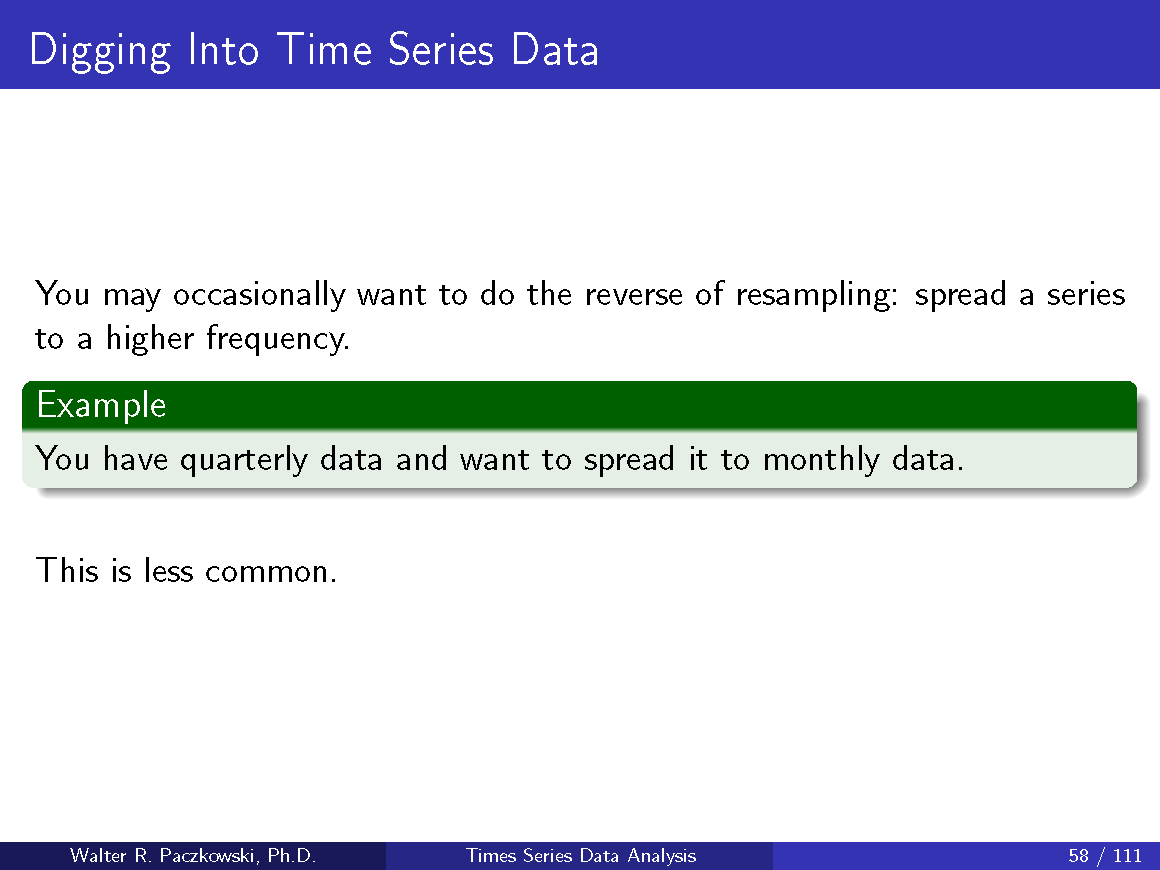 Digging Into Time Series Data
You may occasionally want to do the reverse of resampling: spread a series
to a higher frequency.
Example
You have quarterly data and want to spread it to monthly data.
This is less common.
Walter R. Paczkowski, Ph.D.
Times Series Data Analysis
58 / 111